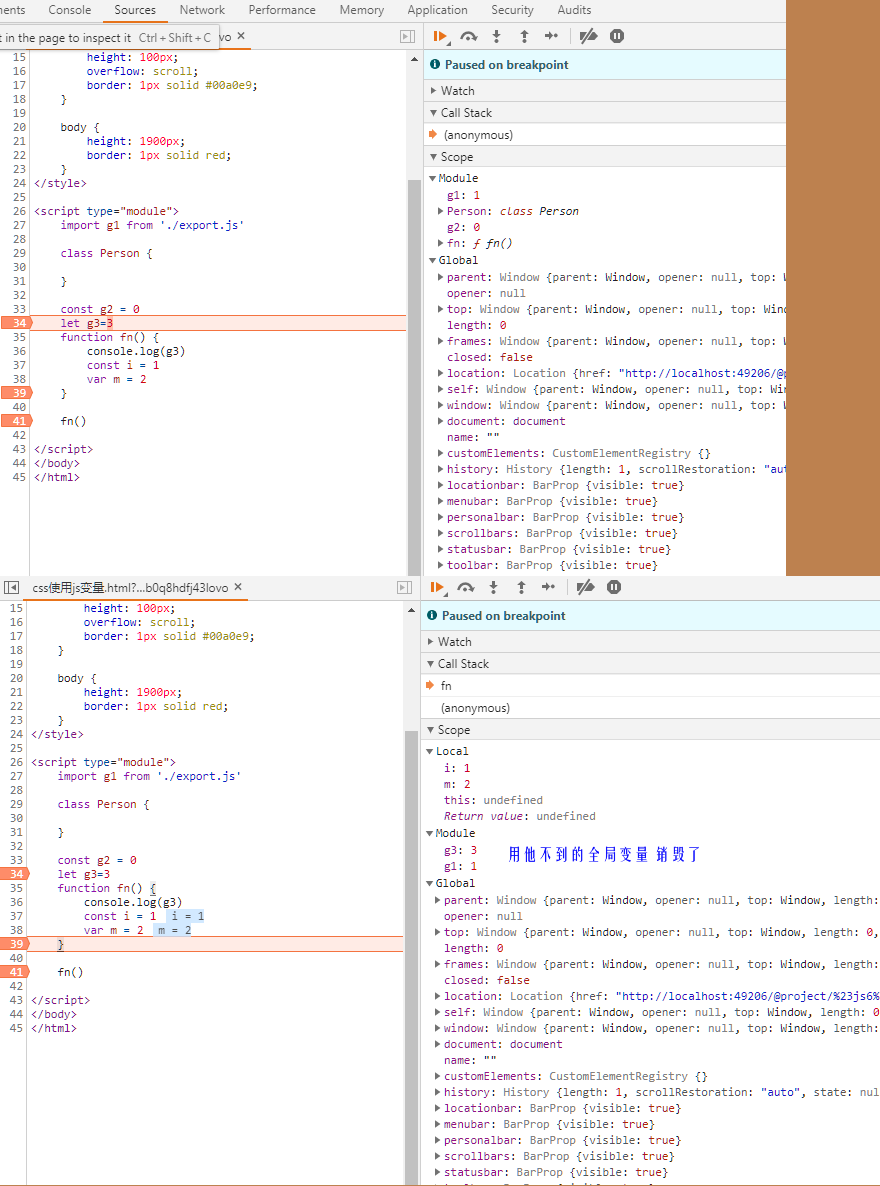 ments Console Sources Network Performance Memory Application Security Audits
t in the page to inspect it Ctrl + Shift + C vo ×
Paused on breakpoint
Watch
Call Stack
(anonymous)
Scope
15 height: 100px;
16 overflow: scroll;
17 border: 1px solid #00a0e9;
18 }
19
20 body {
21 height: 1900px;
22 border: 1px solid red;
23 }
24 </style>
25
26 <script type="module">
27 import g1 from './export.js'
28
29 class Person {
30
31 }
32
33 const g2 = 0
34 let g3=3
35 function fn() {
36 console.log(g3)
37 const i = 1
38 var m = 2
39 }
40
41 fn()
42
43 </script>
44 </body>
45 </html>
Module
g1: 1
Person: class Person
g2: 0
fn: ƒ fn()
Global
parent: Window {parent: Window, opener: null, top: W
opener: null
top: Window {parent: Window, opener: null, top: Wind
length: 0
frames: Window {parent: Window, opener: null, top: W
closed: false
location: Location {href: "http://localhost:49206/@p
self: Window {parent: Window, opener: null, top: Win
window: Window {parent: Window, opener: null, top: W
document: document
name: ""
customElements: CustomElementRegistry {}
history: History {length: 1, scrollRestoration: "aut
locationbar: BarProp {visible: true}
menubar: BarProp {visible: true}
personalbar: BarProp {visible: true}
scrollbars: BarProp {visible: true}
statusbar: BarProp {visible: true}
toolbar: BarProp {visible: true}
css使用js变量.html?...b0q8hdfj43lovo ×
15 height: 100px;
16 overflow: scroll;
17 border: 1px solid #00a0e9;
18 }
19
20 body {
21 height: 1900px;
22 border: 1px solid red;
23 }
24 </style>
25
26 <script type="module">
27 import g1 from './export.js'
28
29 class Person {
30
31 }
32
33 const g2 = 0
34 let g3=3
35 function fn() {
36 console.log(g3)
37 const i = 1 i = 1
38 var m = 2 m = 2
39 }
40
41 fn()
42
43 </script>
44 </body>
45 </html>
Paused on breakpoint
Watch
Call Stack
fn
(anonymous)
Scope
Local
i: 1
m: 2
this: undefined
Return value: undefined
Module
g3: 3
用他不到的全局变量 销毁了
g1: 1
Global
parent: Window {parent: Window, opener: null, top: Window, length:
opener: null
top: Window {parent: Window, opener: null, top: Window, length: 0,
length: 0
frames: Window {parent: Window, opener: null, top: Window, length:
closed: false
location: Location {href: "http://localhost:49206/@project/%23js6%
self: Window {parent: Window, opener: null, top: Window, length: 0
window: Window {parent: Window, opener: null, top: Window, length:
document: document
name: ""
customElements: CustomElementRegistry {}
history: History {length: 1, scrollRestoration: "auto", state: nul
locationbar: BarProp {visible: true}
menubar: BarProp {visible: true}
personalbar: BarProp {visible: true}
scrollbars: BarProp {visible: true}
statusbar: BarProp {visible: true}